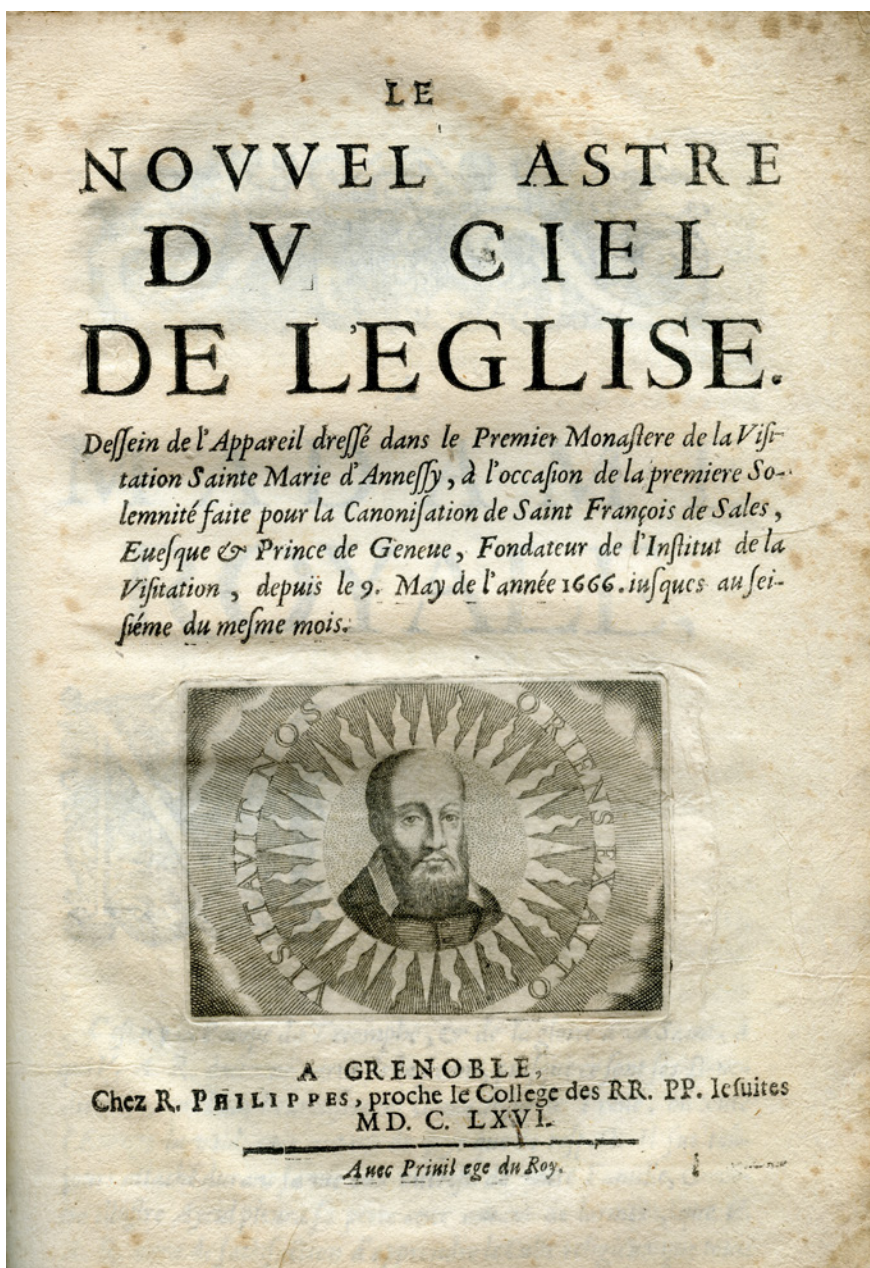 LE
NOVVEL ASTRE
DV CIEL
DE L'EGLISE.
Deſſein de l'Appareil dreſſé dans le Premier Monaſtere de la Viſi-
tation Sainte Marie d'Anneſſy, à l'occaſion de la premiere So-
lemnité faite pour la Canoniſation de Saint François de Sales,
Eueſque & Prince de Geneue, Fondateur de l'Inſtitut de la
Viſitation, depuis le 9. May de l'année 1666. iuſques au ſei-
ſiéme du meſme mois.
VISITAVIT NOS
ORIENS EX ALTO
A GRENOBLE,
Chez R. PHILIPPES, proche le College des RR. PP. Ieſuites
MD. C. LXVI.
Auec Priuil ege du Roy.